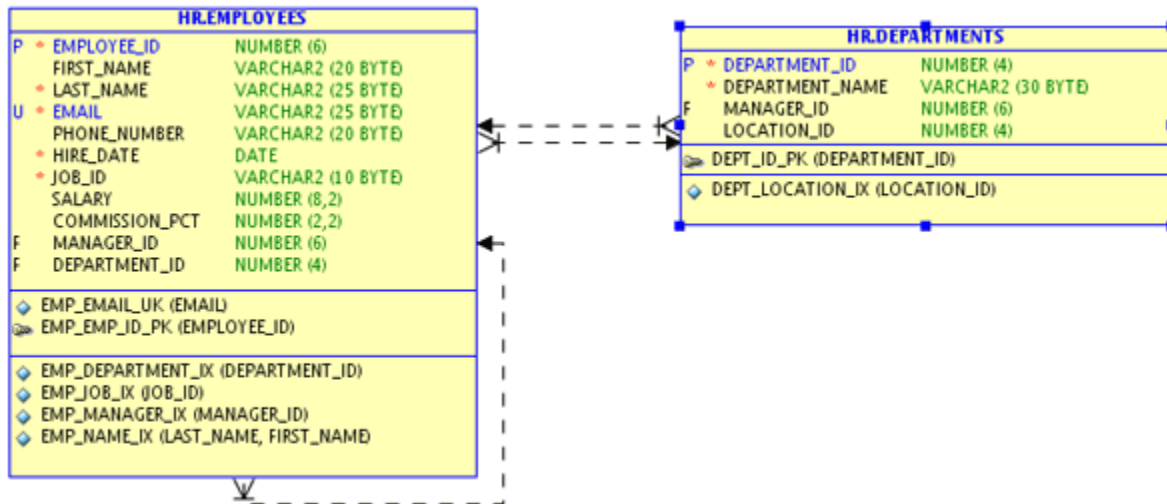 HR.EMPLOYEES
P * EMPLOYEE_ID NUMBER (6)
FIRST_NAME VARCHAR2 (20 BYTE)
* LAST_NAME VARCHAR2 (25 BYTE)
U * EMAIL VARCHAR2 (25 BYTE)
PHONE_NUMBER VARCHAR2 (20 BYTE)
* HIRE_DATE DATE
* JOB_ID VARCHAR2 (10 BYTE)
SALARY NUMBER (8,2)
COMMISSION_PCT NUMBER (2,2)
F MANAGER_ID NUMBER (6)
F DEPARTMENT_ID NUMBER (4)
EMP_EMAIL_UK (EMAIL)
EMP_EMP_ID_PK (EMPLOYEE_ID)
EMP_DEPARTMENT_IX (DEPARTMENT_ID)
EMP_JOB_IX (JOB_ID)
EMP_MANAGER_IX (MANAGER_ID)
EMP_NAME_IX (LAST_NAME, FIRST_NAME)
HR.DEPARTMENTS
P * DEPARTMENT_ID NUMBER (4)
* DEPARTMENT_NAME VARCHAR2 (30 BYTE)
F MANAGER_ID NUMBER (6)
LOCATION_ID NUMBER (4)
DEPT_ID_PK (DEPARTMENT_ID)
DEPT_LOCATION_IX (LOCATION_ID)